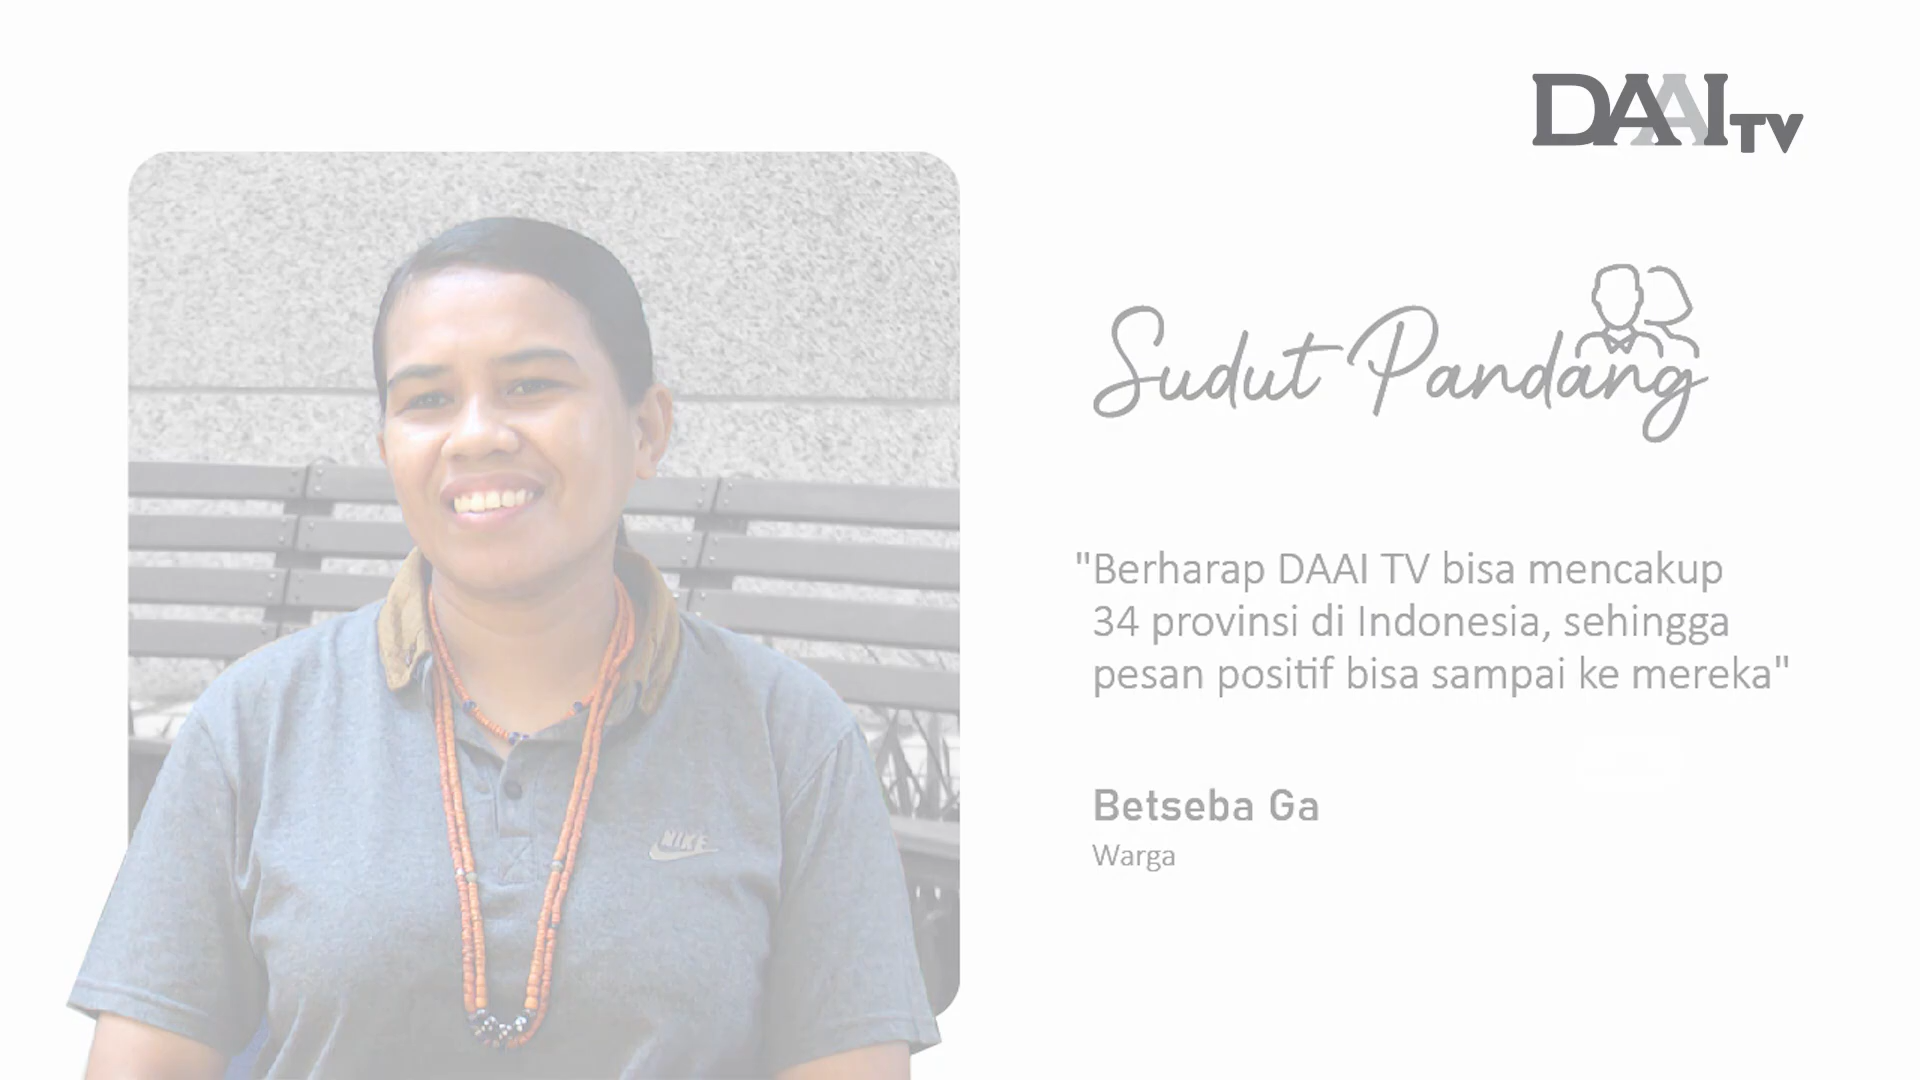 DAAI TV
Sudut Pandang
"Berharap DAAI TV bisa mencakup
34 provinsi di Indonesia, sehingga
pesan positif bisa sampai ke mereka"
Betseba Ga
Warga
NIKE